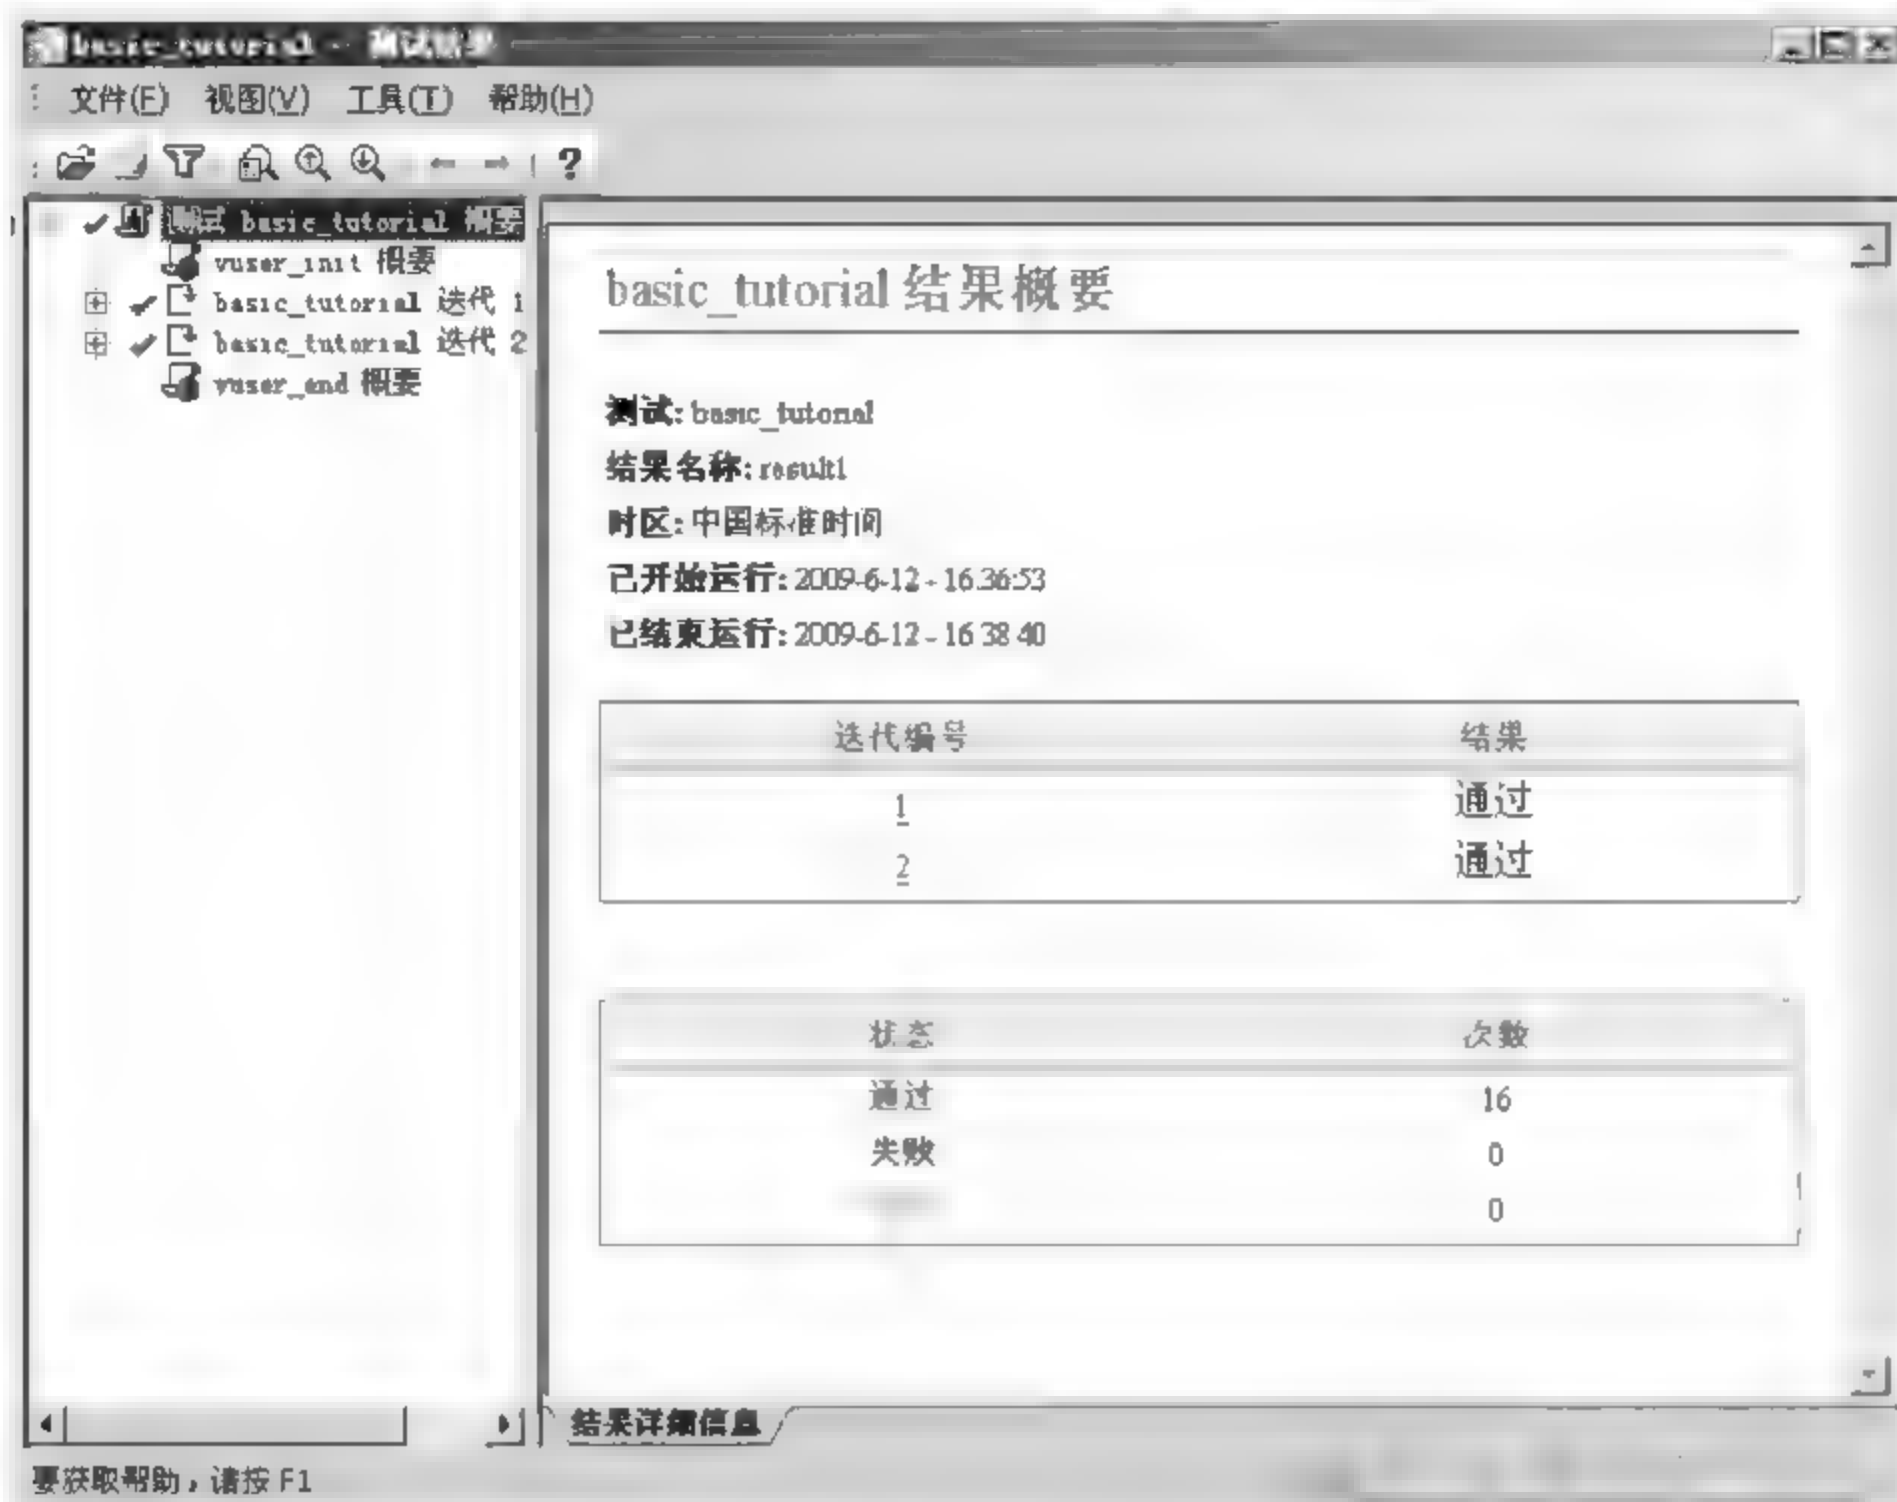 basic_tutorial - 测试结果
文件(F) 视图(V) 工具(T) 帮助(H)
测试 basic_tutorial 概要
vuser_init 概要
basic_tutorial 迭代 1
basic_tutorial 迭代 2
vuser_end 概要
basic_tutorial 结果概要
测试: basic_tutorial
结果名称: result1
时区: 中国标准时间
已开始运行: 2009-6-12 - 16:36:53
已结束运行: 2009-6-12 - 16:38:40
迭代编号 结果
1 通过
2 通过
状态 次数
通过 16
失败 0
0
结果详细信息
要获取帮助，请按 F1